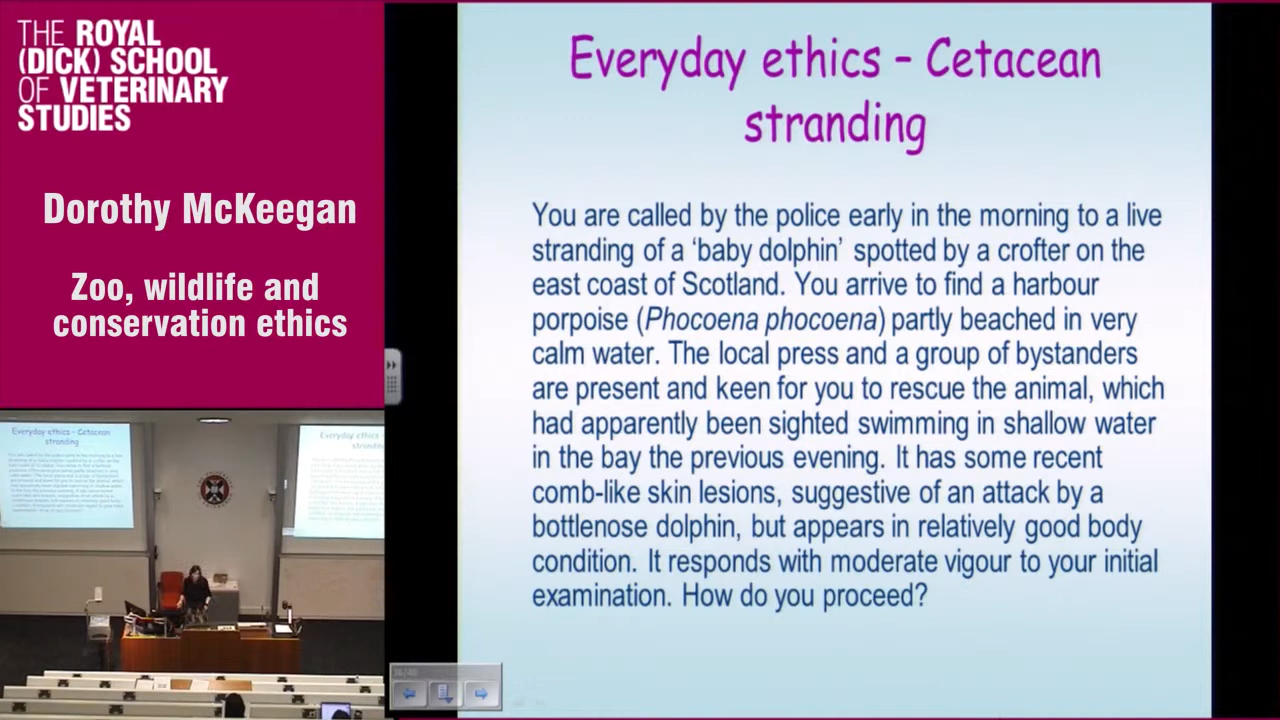 THE ROYAL
(DICK) SCHOOL
OF VETERINARY
STUDIES
Dorothy McKeegan
Zoo, wildlife and
conservation ethics
Everyday ethics – Cetacean
stranding
You are called by the police early in the morning to a live
stranding of a ‘baby dolphin’ spotted by a crofter on the
east coast of Scotland. You arrive to find a harbour
porpoise (Phocoena phocoena) partly beached in very
calm water. The local press and a group of bystanders
are present and keen for you to rescue the animal, which
had apparently been sighted swimming in shallow water
in the bay the previous evening. It has some recent
comb-like skin lesions, suggestive of an attack by a
bottlenose dolphin, but appears in relatively good body
condition. It responds with moderate vigour to your initial
examination. How do you proceed?
Everyday ethics – Cetacean
stranding
Everyday ethics